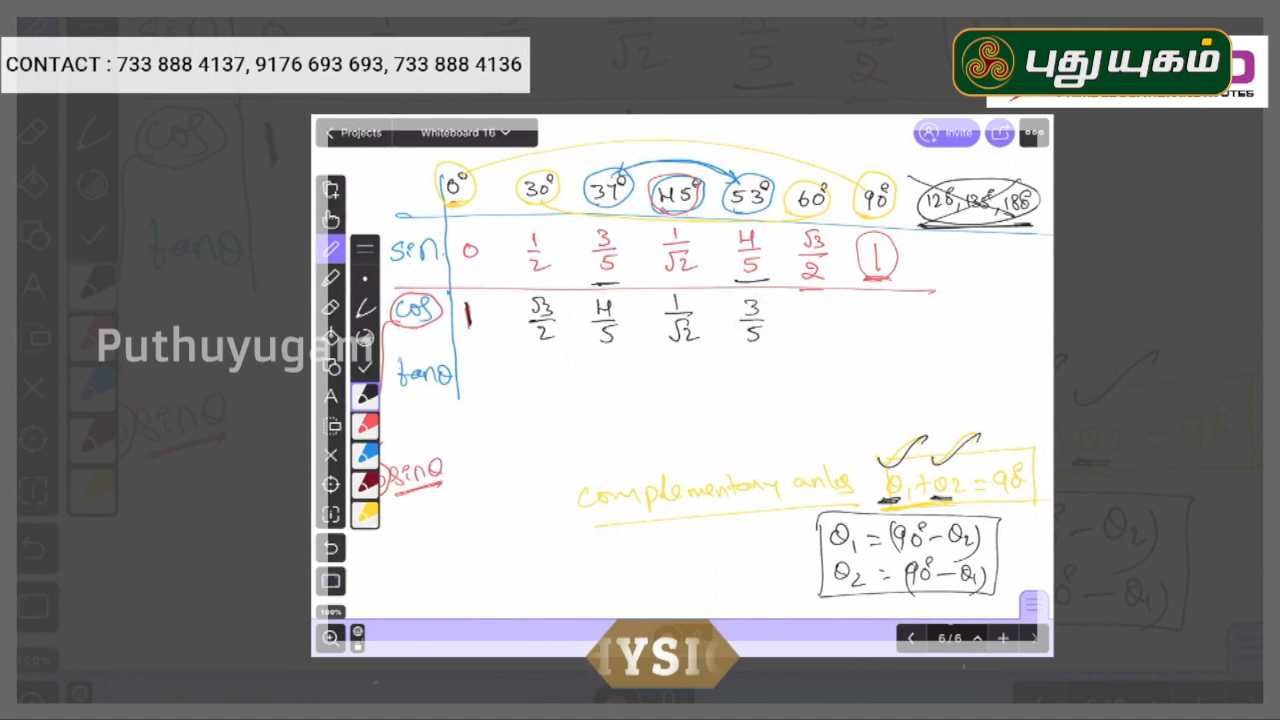 CONTACT : 733 888 4137, 9176 693 693, 733 888 4136
புதுயுகம்
Projects Whiteboard 16 Invite
0° 30° 37° 45° 53° 60° 90° 120°, 135°, 180°
sin 0 1/2 3/5 1/√2 4/5 √3/2 1
cos 1 √3/2 4/5 1/√2 3/5
Puthuyugam
tanθ
sinθ
complementary anles θ1+θ2 = 90°
θ1 = (90° - θ2)
θ2 = (90° - θ1)
100%
6/6
HYSIC